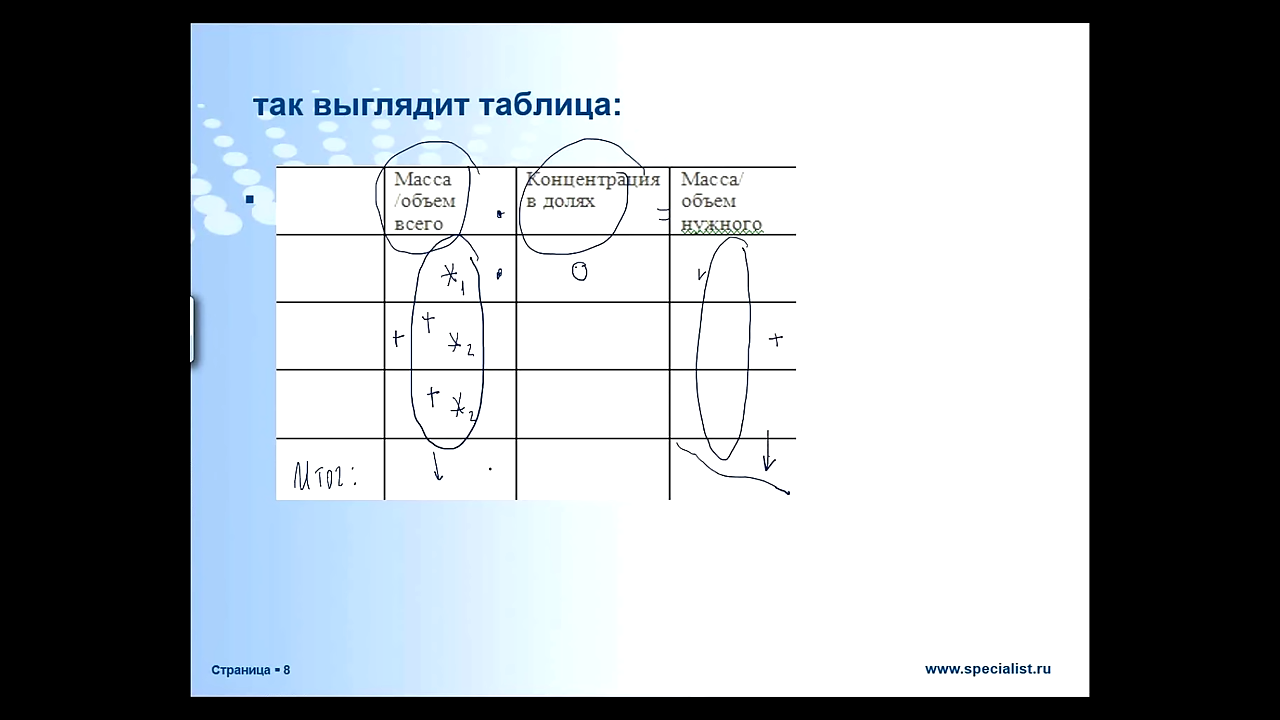 так выглядит таблица:
Масса /объем всего · Концентрация в долях = Масса/ объем нужного
x₁ · 0
+ + x₂ +
+ x₂
Итог:
Страница ▪ 8
www.specialist.ru